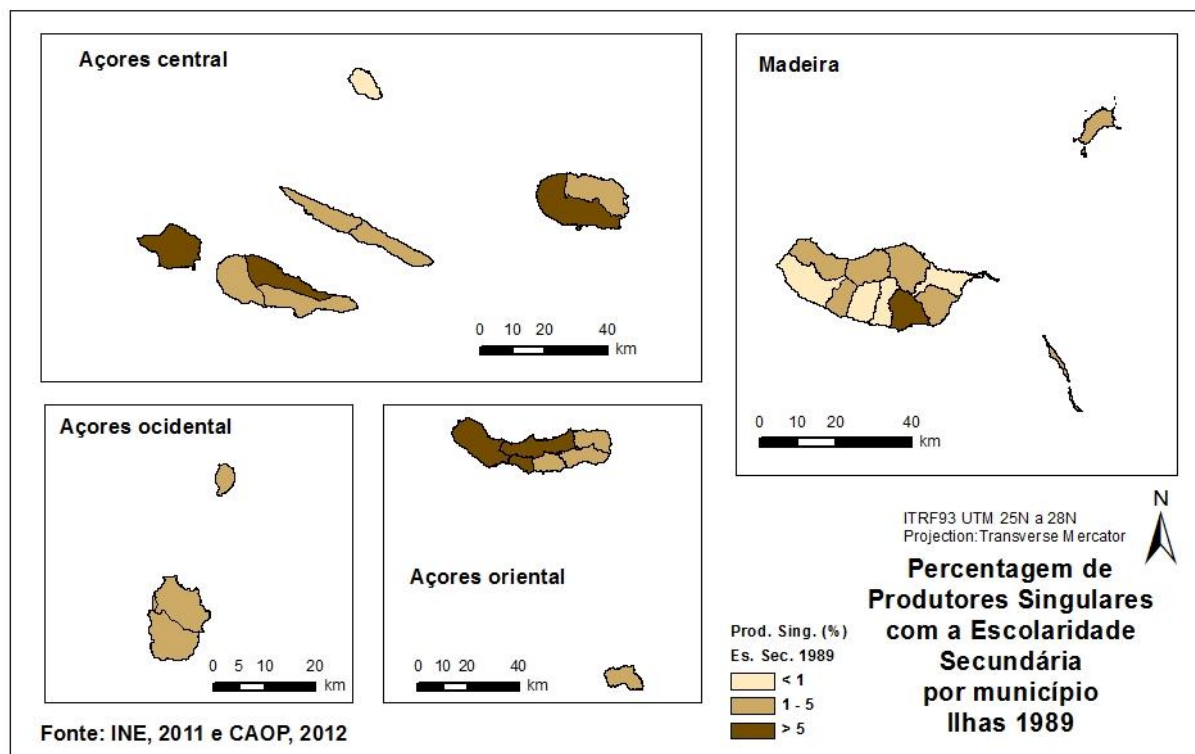 Açores central
0 10 20 40
km
Madeira
0 10 20 40
km
Açores ocidental
0 5 10 20
km
Açores oriental
0 10 20 40
km
N
ITRF93 UTM 25N a 28N
Projection: Transverse Mercator
Percentagem de
Produtores Singulares
com a Escolaridade
Secundária
por município
Ilhas 1989
Prod. Sing. (%)
Es. Sec. 1989
< 1
1 - 5
> 5
Fonte: INE, 2011 e CAOP, 2012